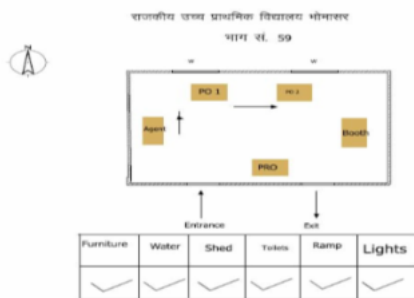 राजकीय उच्च प्राथमिक विद्यालय भोमासर
भाग सं. 59
N
W W
PO 1 PO 2
Agent Booth
PRO
Entrance Exit
Furniture Water Shed Toilets Ramp Lights